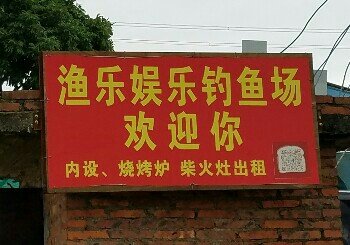 渔乐娱乐钓鱼场
欢迎你
内设、烧烤炉 柴火灶出租